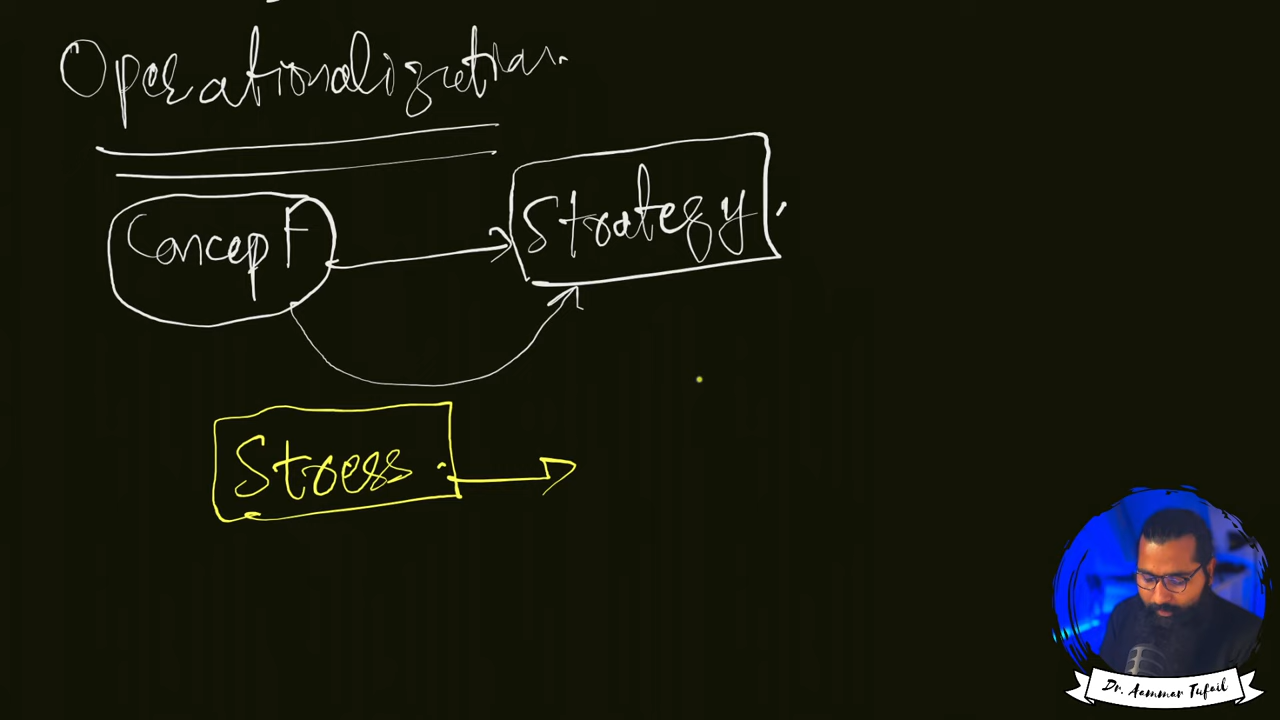 Operationalization.
Concept
Strategy.
Stress.
Dr. Aammar Tufail